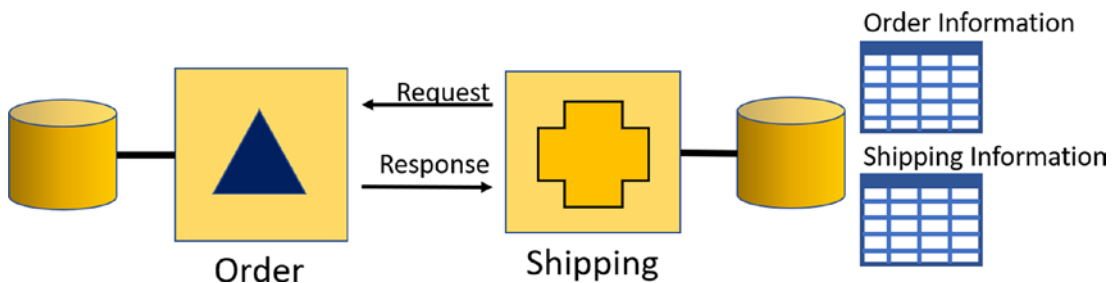 Order Information
Request
Response
Shipping Information
Order
Shipping